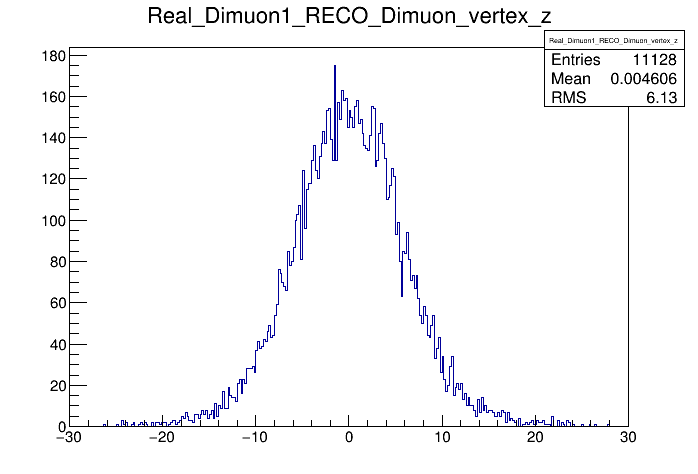 Real_Dimuon1_RECO_Dimuon_vertex_z
Real_Dimuon1_RECO_Dimuon_vertex_z
Entries 11128
Mean 0.004606
RMS 6.13
180
160
140
120
100
80
60
40
20
0
−30 −20 −10 0 10 20 30